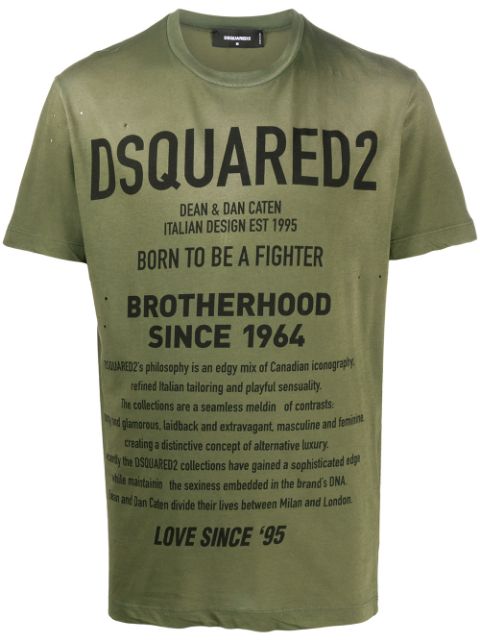 DSQUARED2
DSQUARED2
DEAN & DAN CATEN
ITALIAN DESIGN EST 1995
BORN TO BE A FIGHTER
BROTHERHOOD
SINCE 1964
SQUARED2's philosophy is an edgy mix of Canadian iconography,
refined Italian tailoring and playful sensuality.
The collections are a seamless meldin of contrasts:
and glamorous, laidback and extravagant, masculine and feminine,
creating a distinctive concept of alternative luxury.
the DSQUARED2 collections have gained a sophisticated edge
while maintainin the sexiness embedded in the brand's DNA.
and Dan Caten divide their lives between Milan and London.
LOVE SINCE '95